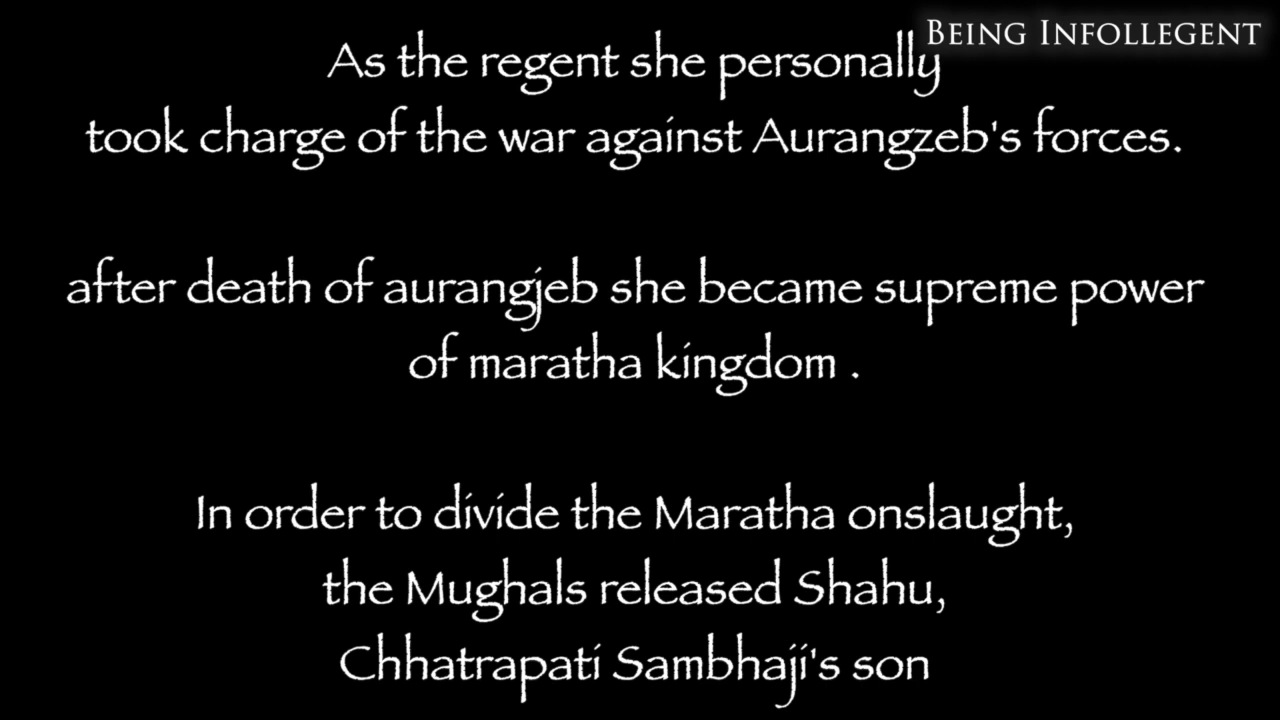 Being Infollegent
As the regent she personally
took charge of the war against Aurangzeb's forces.
after death of aurangjeb she became supreme power
of maratha kingdom .
In order to divide the Maratha onslaught,
the Mughals released Shahu,
Chhatrapati Sambhaji's son